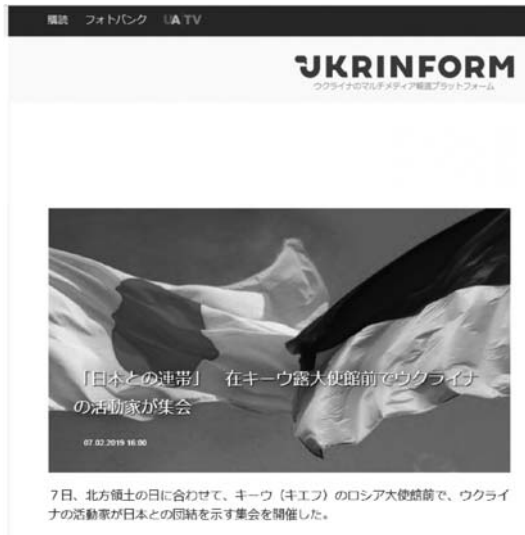 購読 フォトバンク UATV
UKRINFORM
ウクライナのマルチメディア報道プラットフォーム
「日本との連帯」 在キーウ露大使館前でウクライナ
の活動家が集会
07.02.2019 16:00
7日、北方領土の日に合わせて、キーウ（キエフ）のロシア大使館前で、ウクライ
ナの活動家が日本との団結を示す集会を開催した。